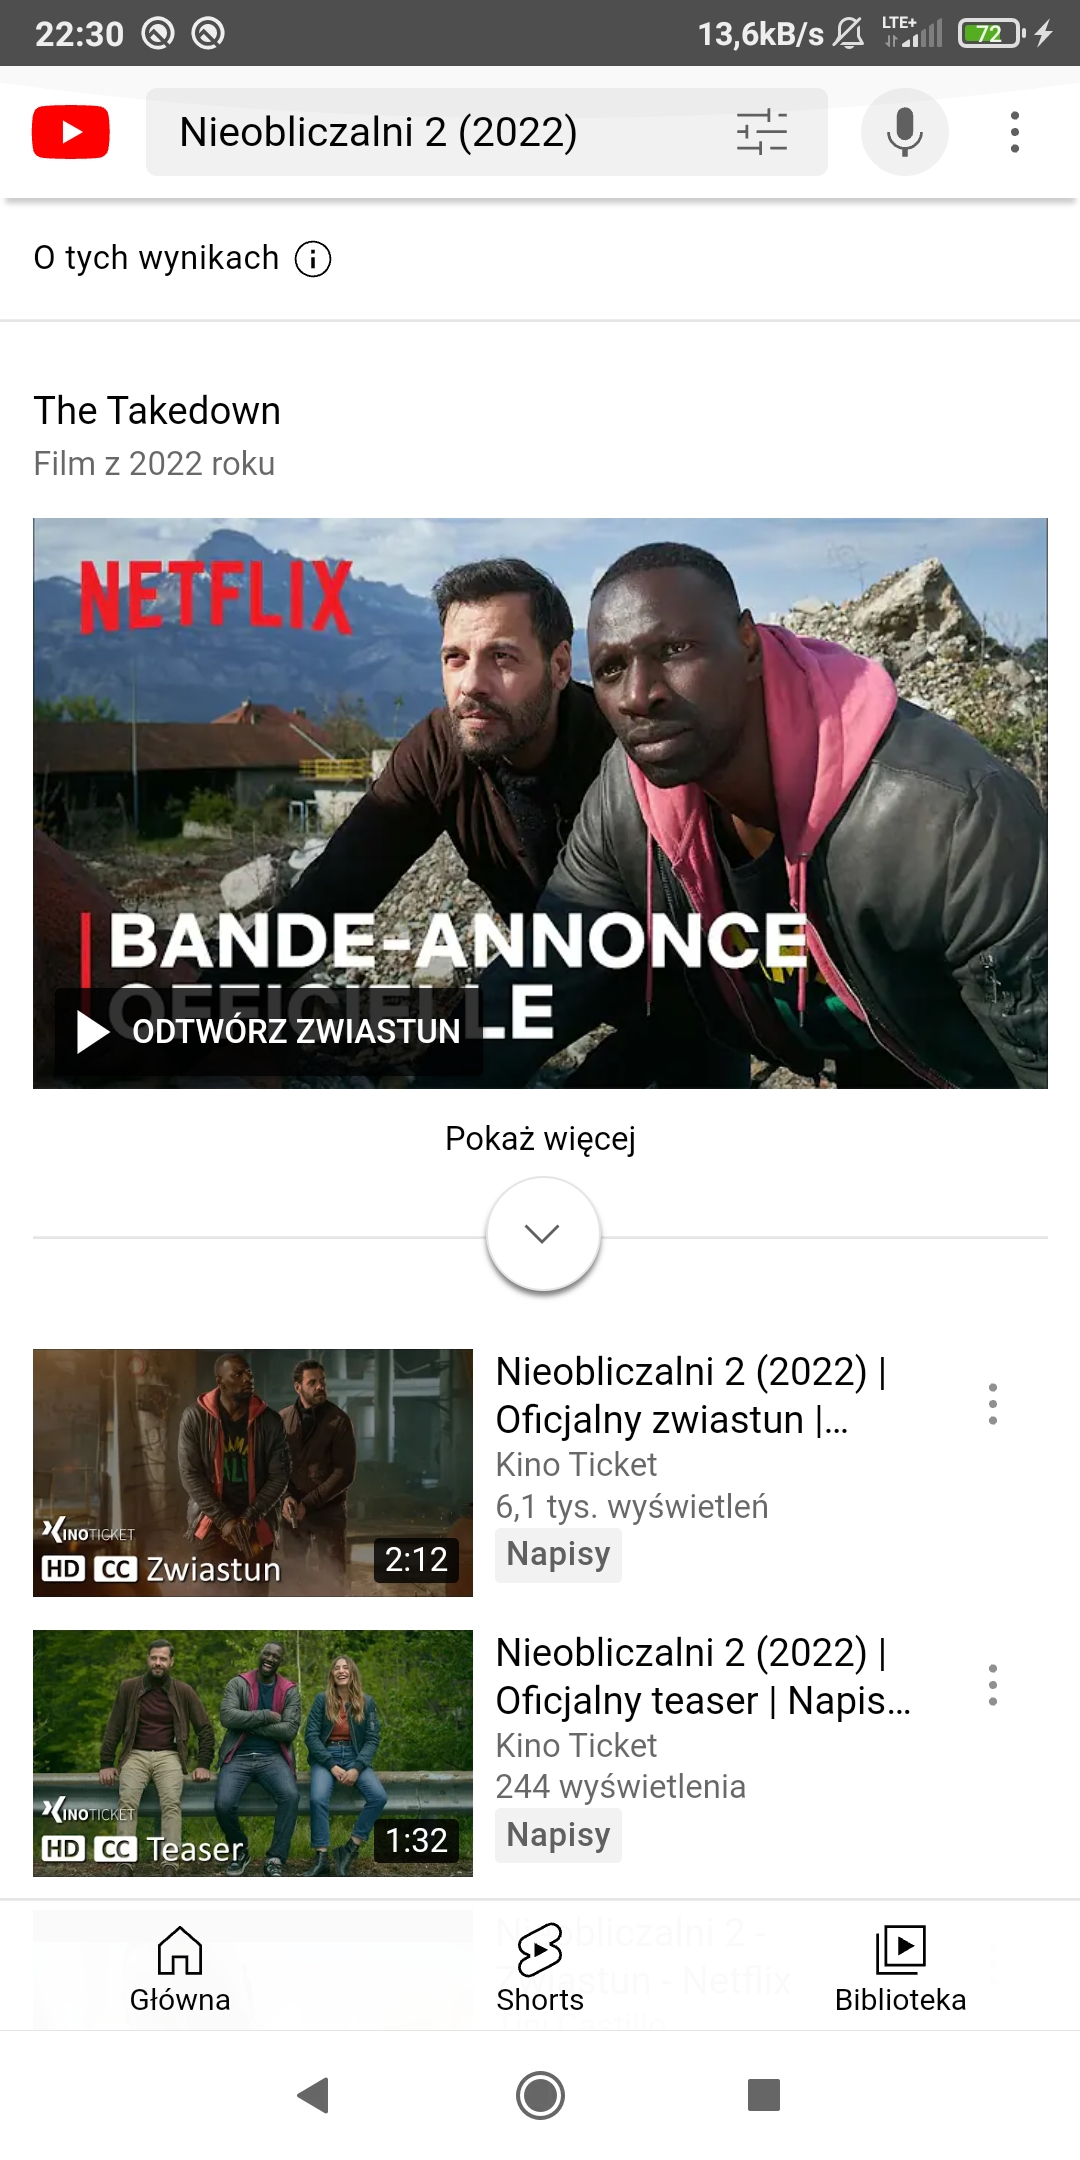 22:30
13,6kB/s
LTE+
72
Nieobliczalni 2 (2022)
O tych wynikach
The Takedown
Film z 2022 roku
NETFLIX
BANDE-ANNONCE
OFFICIELLE
ODTWÓRZ ZWIASTUN
Pokaż więcej
Nieobliczalni 2 (2022) |
Oficjalny zwiastun |...
Kino Ticket
6,1 tys. wyświetleń
Napisy
KINOTICKET
HD CC Zwiastun
2:12
Nieobliczalni 2 (2022) |
Oficjalny teaser | Napis...
Kino Ticket
244 wyświetlenia
Napisy
KINOTICKET
HD CC Teaser
1:32
Nieobliczalni 2 -
Zwiastun - Netflix
Główna
Shorts
Biblioteka